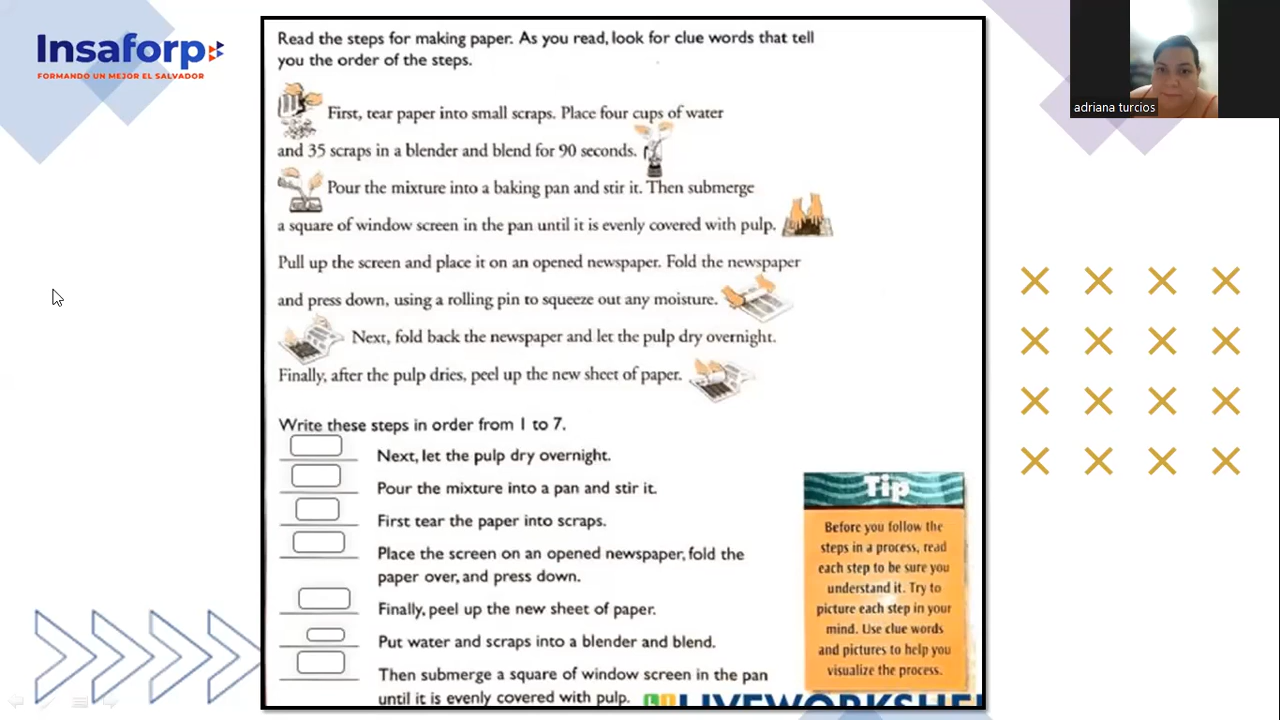 Insaforp
FORMANDO UN MEJOR EL SALVADOR
adriana turcios
Read the steps for making paper. As you read, look for clue words that tell
you the order of the steps.
First, tear paper into small scraps. Place four cups of water
and 35 scraps in a blender and blend for 90 seconds.
Pour the mixture into a baking pan and stir it. Then submerge
a square of window screen in the pan until it is evenly covered with pulp.
Pull up the screen and place it on an opened newspaper. Fold the newspaper
and press down, using a rolling pin to squeeze out any moisture.
Next, fold back the newspaper and let the pulp dry overnight.
Finally, after the pulp dries, peel up the new sheet of paper.
Write these steps in order from 1 to 7.
Next, let the pulp dry overnight.
Pour the mixture into a pan and stir it.
First tear the paper into scraps.
Place the screen on an opened newspaper, fold the
paper over, and press down.
Finally, peel up the new sheet of paper.
Put water and scraps into a blender and blend.
Then submerge a square of window screen in the pan
until it is evenly covered with pulp.
Tip
Before you follow the
steps in a process, read
each step to be sure you
understand it. Try to
picture each step in your
mind. Use clue words
and pictures to help you
visualize the process.